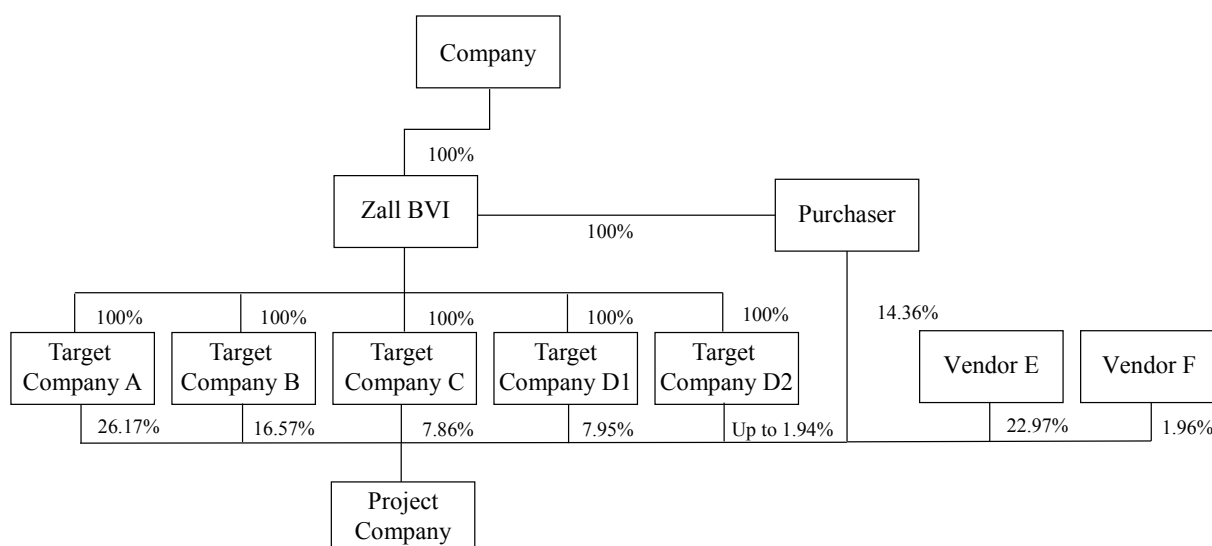 Company
100%
Zall BVI
Purchaser
100%
100%
100%
100%
100%
100%
14.36%
Target
Company A
Target
Company B
Target
Company C
Target
Company D1
Target
Company D2
Vendor E
Vendor F
26.17%
16.57%
7.86%
7.95%
Up to 1.94%
22.97%
1.96%
Project
Company